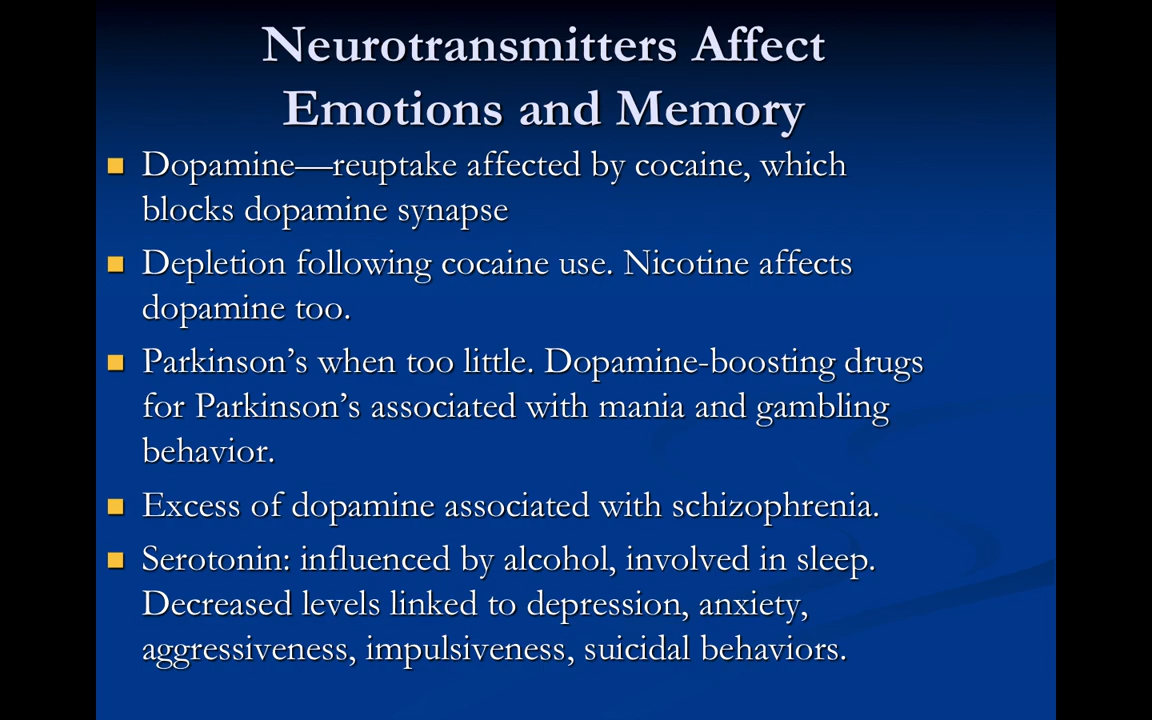 Neurotransmitters Affect
Emotions and Memory
Dopamine—reuptake affected by cocaine, which
blocks dopamine synapse
Depletion following cocaine use. Nicotine affects
dopamine too.
Parkinson’s when too little. Dopamine-boosting drugs
for Parkinson’s associated with mania and gambling
behavior.
Excess of dopamine associated with schizophrenia.
Serotonin: influenced by alcohol, involved in sleep.
Decreased levels linked to depression, anxiety,
aggressiveness, impulsiveness, suicidal behaviors.